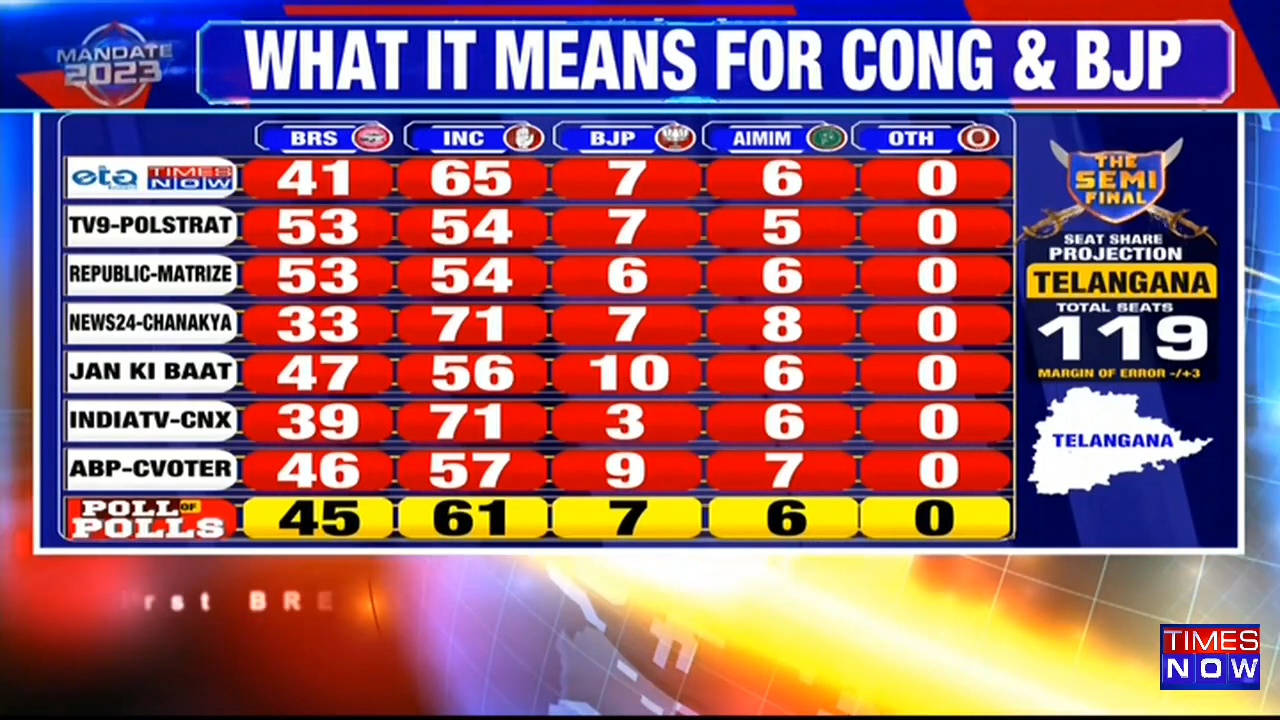 MANDATE
2023
WHAT IT MEANS FOR CONG & BJP
BRS INC BJP AIMIM OTH
etg TIMES NOW 41 65 7 6 0
TV9-POLSTRAT 53 54 7 5 0
REPUBLIC-MATRIZE 53 54 6 6 0
NEWS24-CHANAKYA 33 71 7 8 0
JAN KI BAAT 47 56 10 6 0
INDIATV-CNX 39 71 3 6 0
ABP-CVOTER 46 57 9 7 0
POLL OF POLLS 45 61 7 6 0
THE
SEMI
FINAL
SEAT SHARE
PROJECTION
TELANGANA
TOTAL SEATS
119
MARGIN OF ERROR -/+3
TELANGANA
rst BRE
TIMES
NOW